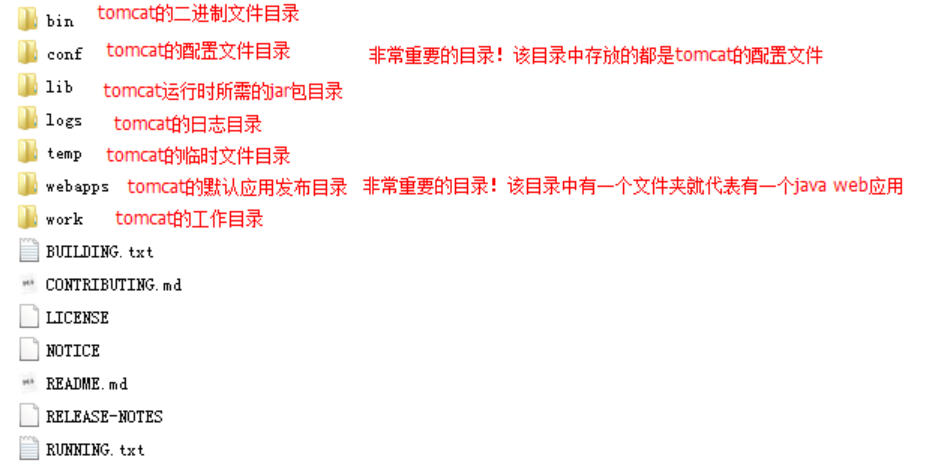 bin tomcat的二进制文件目录
conf tomcat的配置文件目录 非常重要的目录！该目录中存放的都是tomcat的配置文件
lib tomcat运行时所需的jar包目录
logs tomcat的日志目录
temp tomcat的临时文件目录
webapps tomcat的默认应用发布目录 非常重要的目录！该目录中有一个文件夹就代表有一个java web应用
work tomcat的工作目录
BUILDING.txt
CONTRIBUTING.md
LICENSE
NOTICE
README.md
RELEASE-NOTES
RUNNING.txt